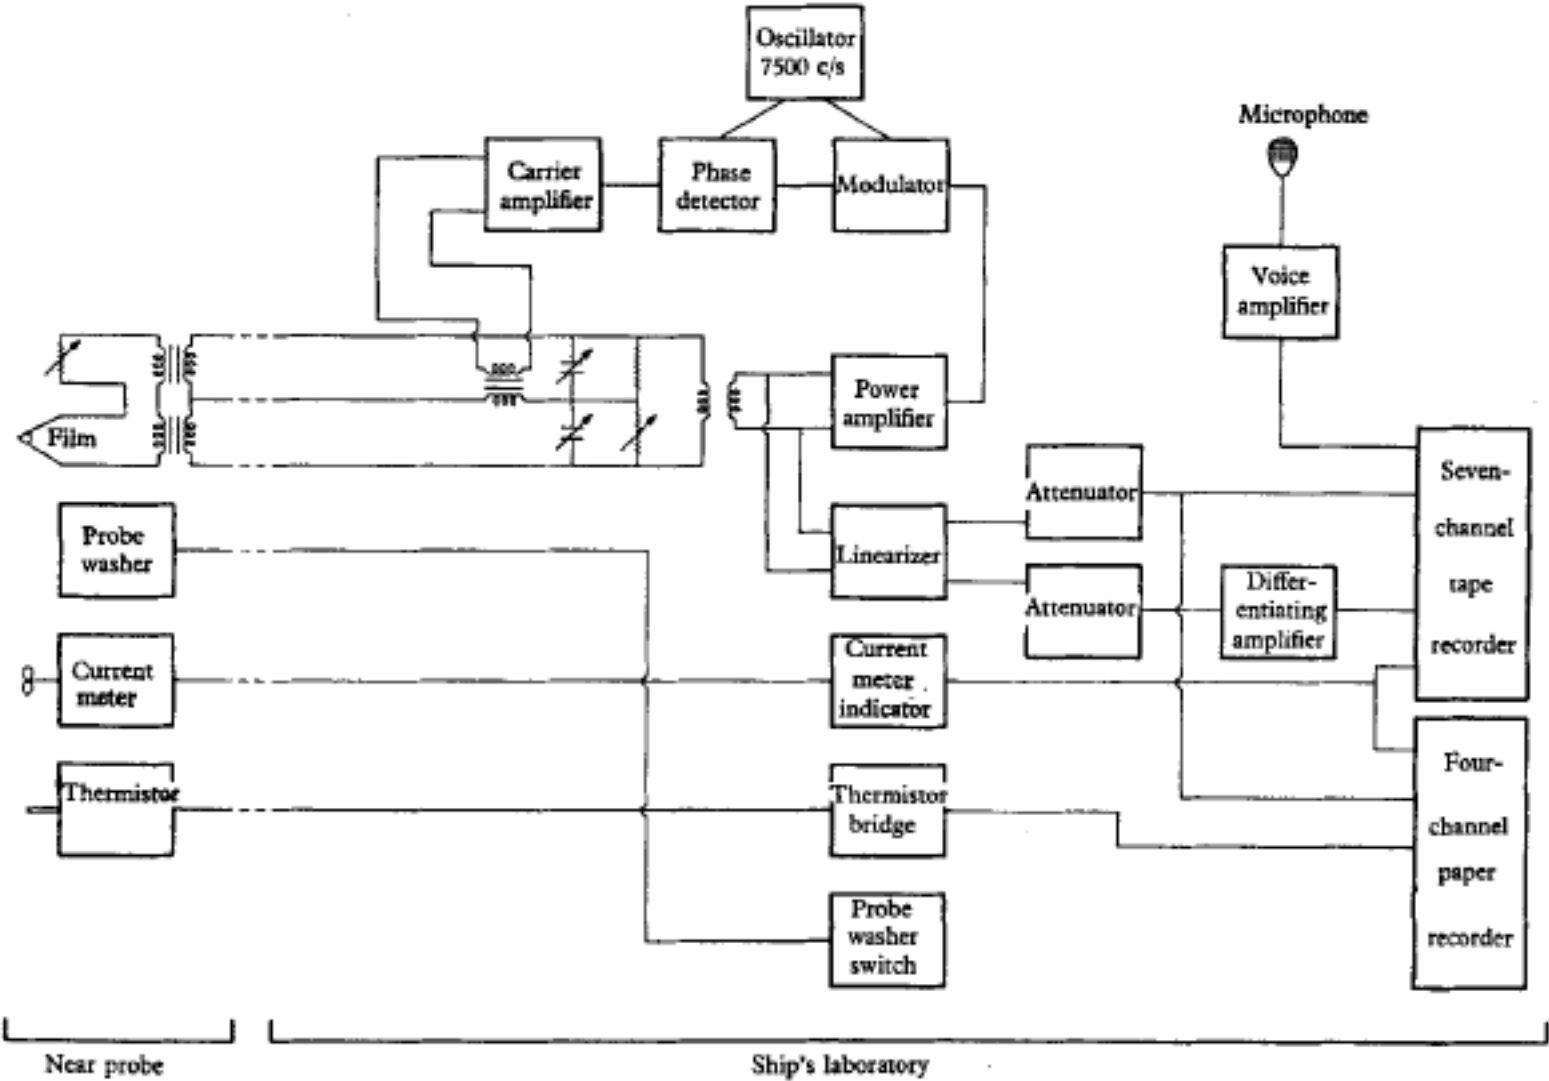 Oscillator
7500 c/s
Microphone
Carrier
amplifier
Phase
detector
Modulator
Voice
amplifier
Film
Power
amplifier
Attenuator
Seven-
channel
tape
recorder
Probe
washer
Linearizer
Attenuator
Differ-
entiating
amplifier
Current
meter
Current
meter
indicator
Thermistor
Thermistor
bridge
Four-
channel
paper
recorder
Probe
washer
switch
Near probe
Ship's laboratory